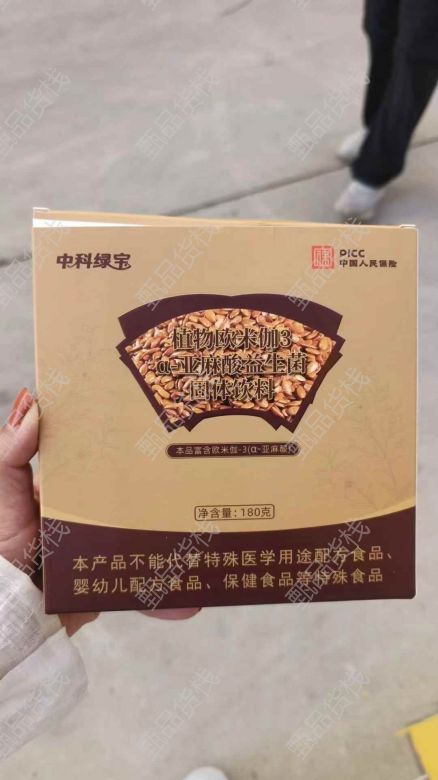 中科绿宝
PICC
中国人民保险
植物欧米伽3
α-亚麻酸益生菌
固体饮料
本品富含欧米伽-3(α-亚麻酸)
净含量:180克
本产品不能代替特殊医学用途配方食品、
婴幼儿配方食品、保健食品等特殊食品
甄品货栈